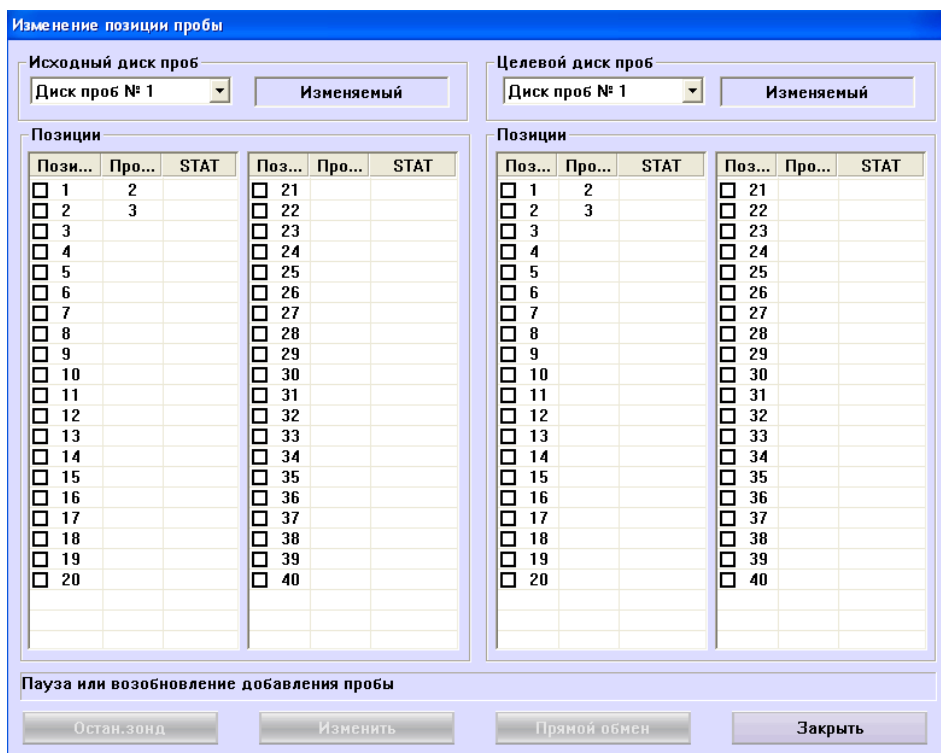 Изменение позиции пробы
Исходный диск проб Целевой диск проб
Диск проб № 1 Изменяемый Диск проб № 1 Изменяемый
Позиции Позиции
Пози... Про... STAT Поз... Про... STAT Поз... Про... STAT Поз... Про... STAT
1 2 21 1 2 21
2 3 22 2 3 22
3 23 3 23
4 24 4 24
5 25 5 25
6 26 6 26
7 27 7 27
8 28 8 28
9 29 9 29
10 30 10 30
11 31 11 31
12 32 12 32
13 33 13 33
14 34 14 34
15 35 15 35
16 36 16 36
17 37 17 37
18 38 18 38
19 39 19 39
20 40 20 40
Пауза или возобновление добавления пробы
Остан.зонд Изменить Прямой обмен Закрыть